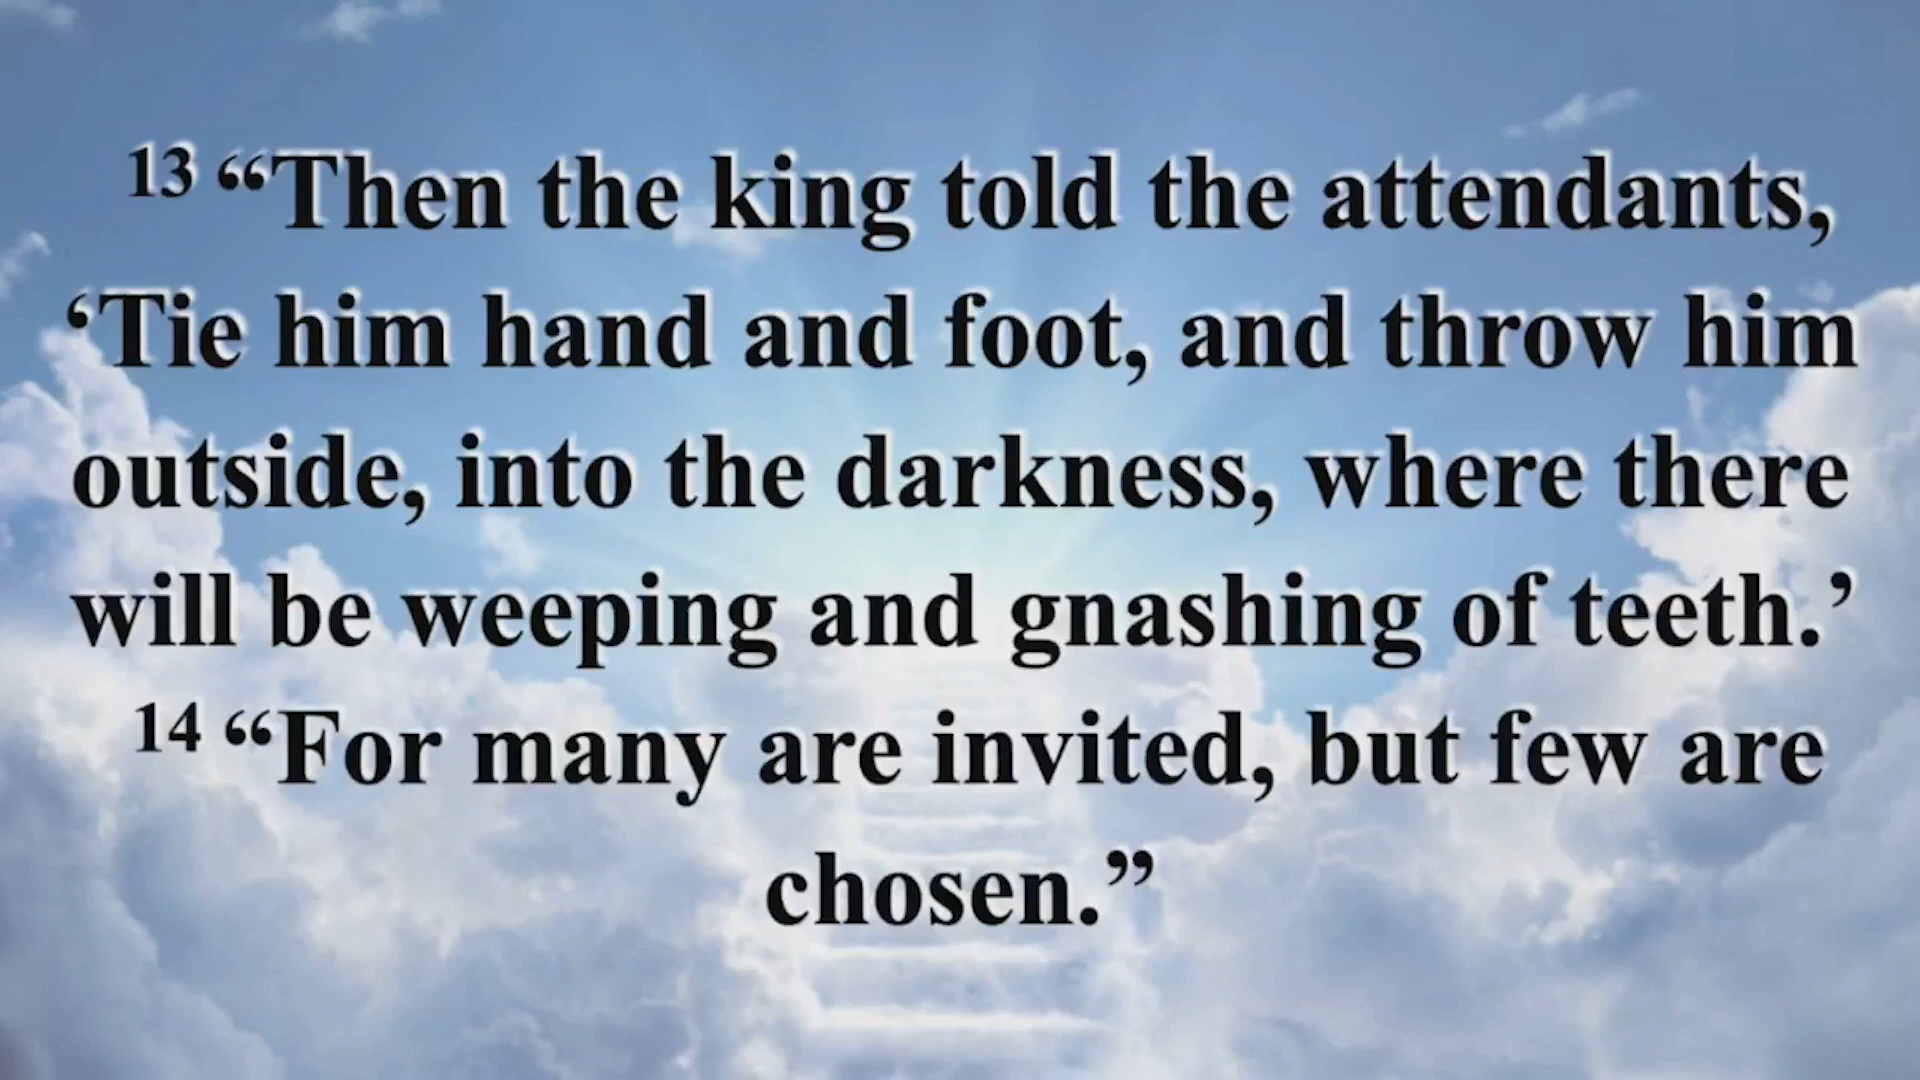 13 “Then the king told the attendants,
‘Tie him hand and foot, and throw him
outside, into the darkness, where there
will be weeping and gnashing of teeth.’
14 “For many are invited, but few are
chosen.”